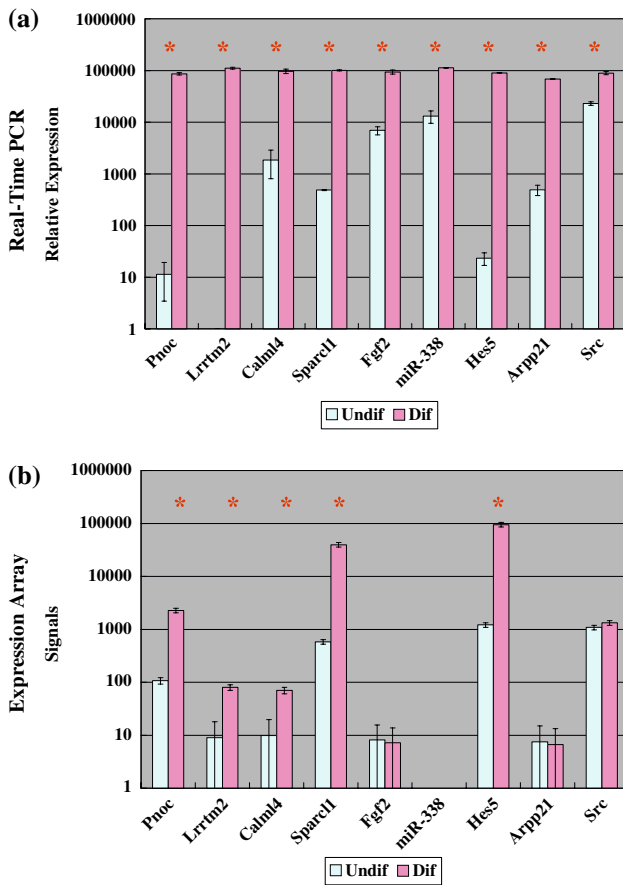 (a)
Real-Time PCR
Relative Expression
1000000
100000
10000
1000
100
10
1
* * * * * * * * *
Pnoc Lrrtm2 Calml4 Sparcl1 Fgf2 miR-338 Hes5 Arpp21 Src
Undif Dif
(b)
Expression Array
Signals
1000000
100000
10000
1000
100
10
1
* * * * *
Pnoc Lrrtm2 Calml4 Sparcl1 Fgf2 miR-338 Hes5 Arpp21 Src
Undif Dif